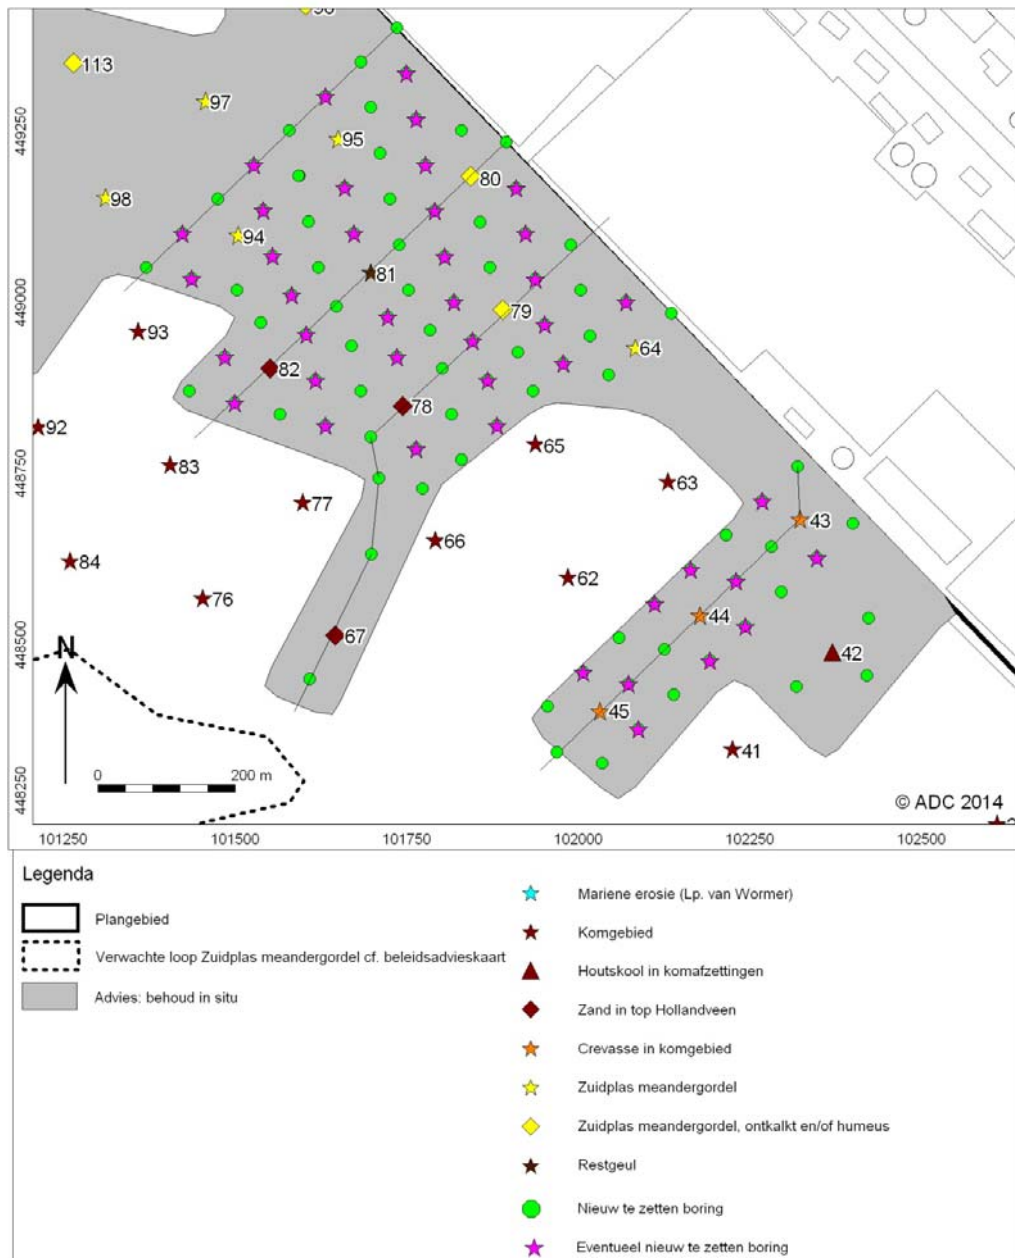 96
113
97
95
80
98
94
81
79
93
64
82
78
92
65
83
63
77
43
66
84
62
76
44
42
67
45
41
449250
449000
448750
448500
448250
N
0 200 m
© ADC 2014
101250 101500 101750 102000 102250 102500
Legenda
Plangebied
Verwachte loop Zuidplas meandergordel cf. beleidsadvieskaart
Advies: behoud in situ
Mariene erosie (Lp. van Wormer)
Komgebied
Houtskool in komafzettingen
Zand in top Hollandveen
Crevasse in komgebied
Zuidplas meandergordel
Zuidplas meandergordel, ontkalkt en/of humeus
Restgeul
Nieuw te zetten boring
Eventueel nieuw te zetten boring